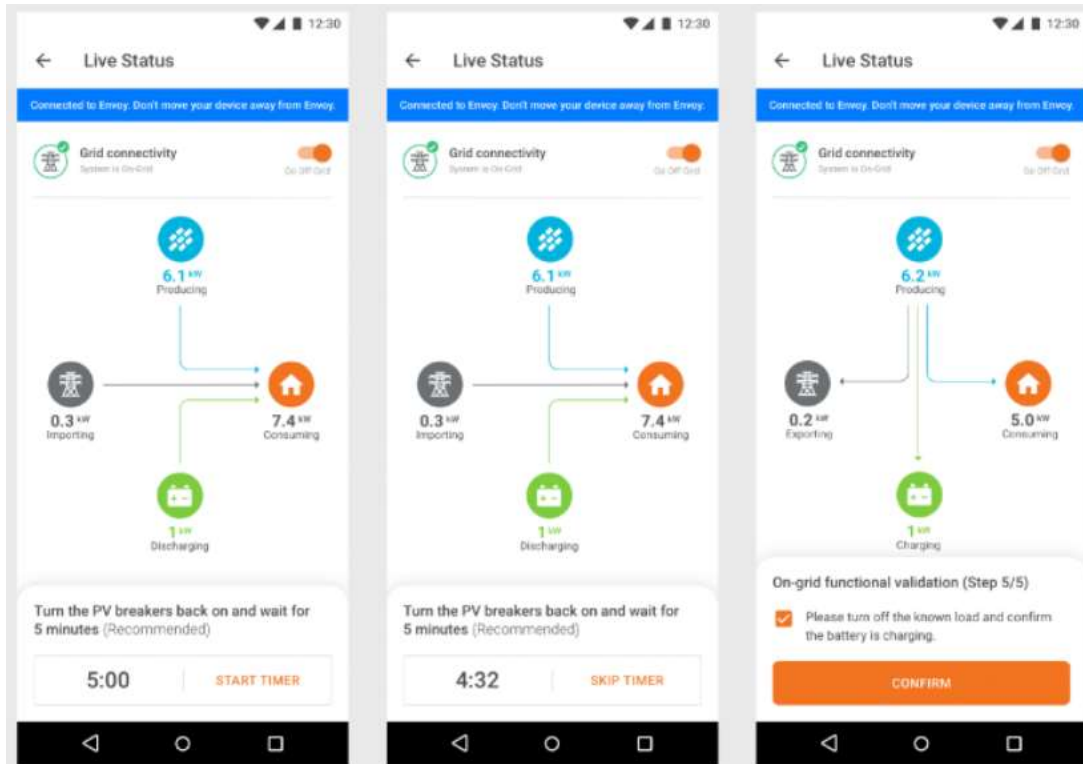 12:30
Live Status
Connected to Envoy. Don't move your device away from Envoy.
Grid connectivity
System is On-Grid
Go Off Grid
6.1 kW
Producing
0.3 kW
Importing
7.4 kW
Consuming
1 kW
Discharging
Turn the PV breakers back on and wait for
5 minutes (Recommended)
5:00
START TIMER
12:30
Live Status
Connected to Envoy. Don't move your device away from Envoy.
Grid connectivity
System is On-Grid
Go Off Grid
6.1 kW
Producing
0.3 kW
Importing
7.4 kW
Consuming
1 kW
Discharging
Turn the PV breakers back on and wait for
5 minutes (Recommended)
4:32
SKIP TIMER
12:30
Live Status
Connected to Envoy. Don't move your device away from Envoy.
Grid connectivity
System is On-Grid
Go Off Grid
6.2 kW
Producing
0.2 kW
Exporting
5.0 kW
Consuming
1 kW
Charging
On-grid functional validation (Step 5/5)
Please turn off the known load and confirm
the battery is charging.
CONFIRM